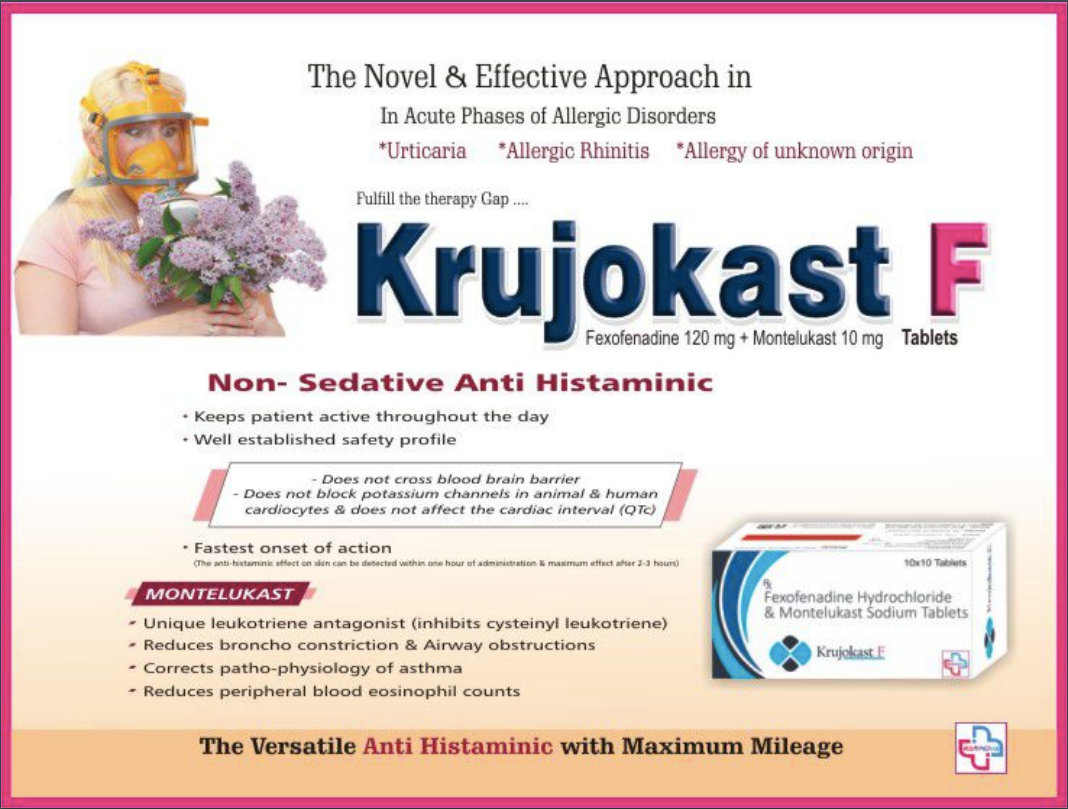 The Novel & Effective Approach in
In Acute Phases of Allergic Disorders
*Urticaria *Allergic Rhinitis *Allergy of unknown origin
Fulfill the therapy Gap ....
Krujokast F
Fexofenadine 120 mg + Montelukast 10 mg Tablets
Non- Sedative Anti Histaminic
• Keeps patient active throughout the day
• Well established safety profile
- Does not cross blood brain barrier
- Does not block potassium channels in animal & human
cardiocytes & does not affect the cardiac interval (QTc)
• Fastest onset of action
(The anti-histaminic effect on skin can be detected within one hour of administration & maximum effect after 2-3 hours)
MONTELUKAST
Unique leukotriene antagonist (inhibits cysteinyl leukotriene)
Reduces broncho constriction & Airway obstructions
Corrects patho-physiology of asthma
Reduces peripheral blood eosinophil counts
10x10 Tablets
Rx
Fexofenadine Hydrochloride
& Montelukast Sodium Tablets
Krujokast F
The Versatile Anti Histaminic with Maximum Mileage